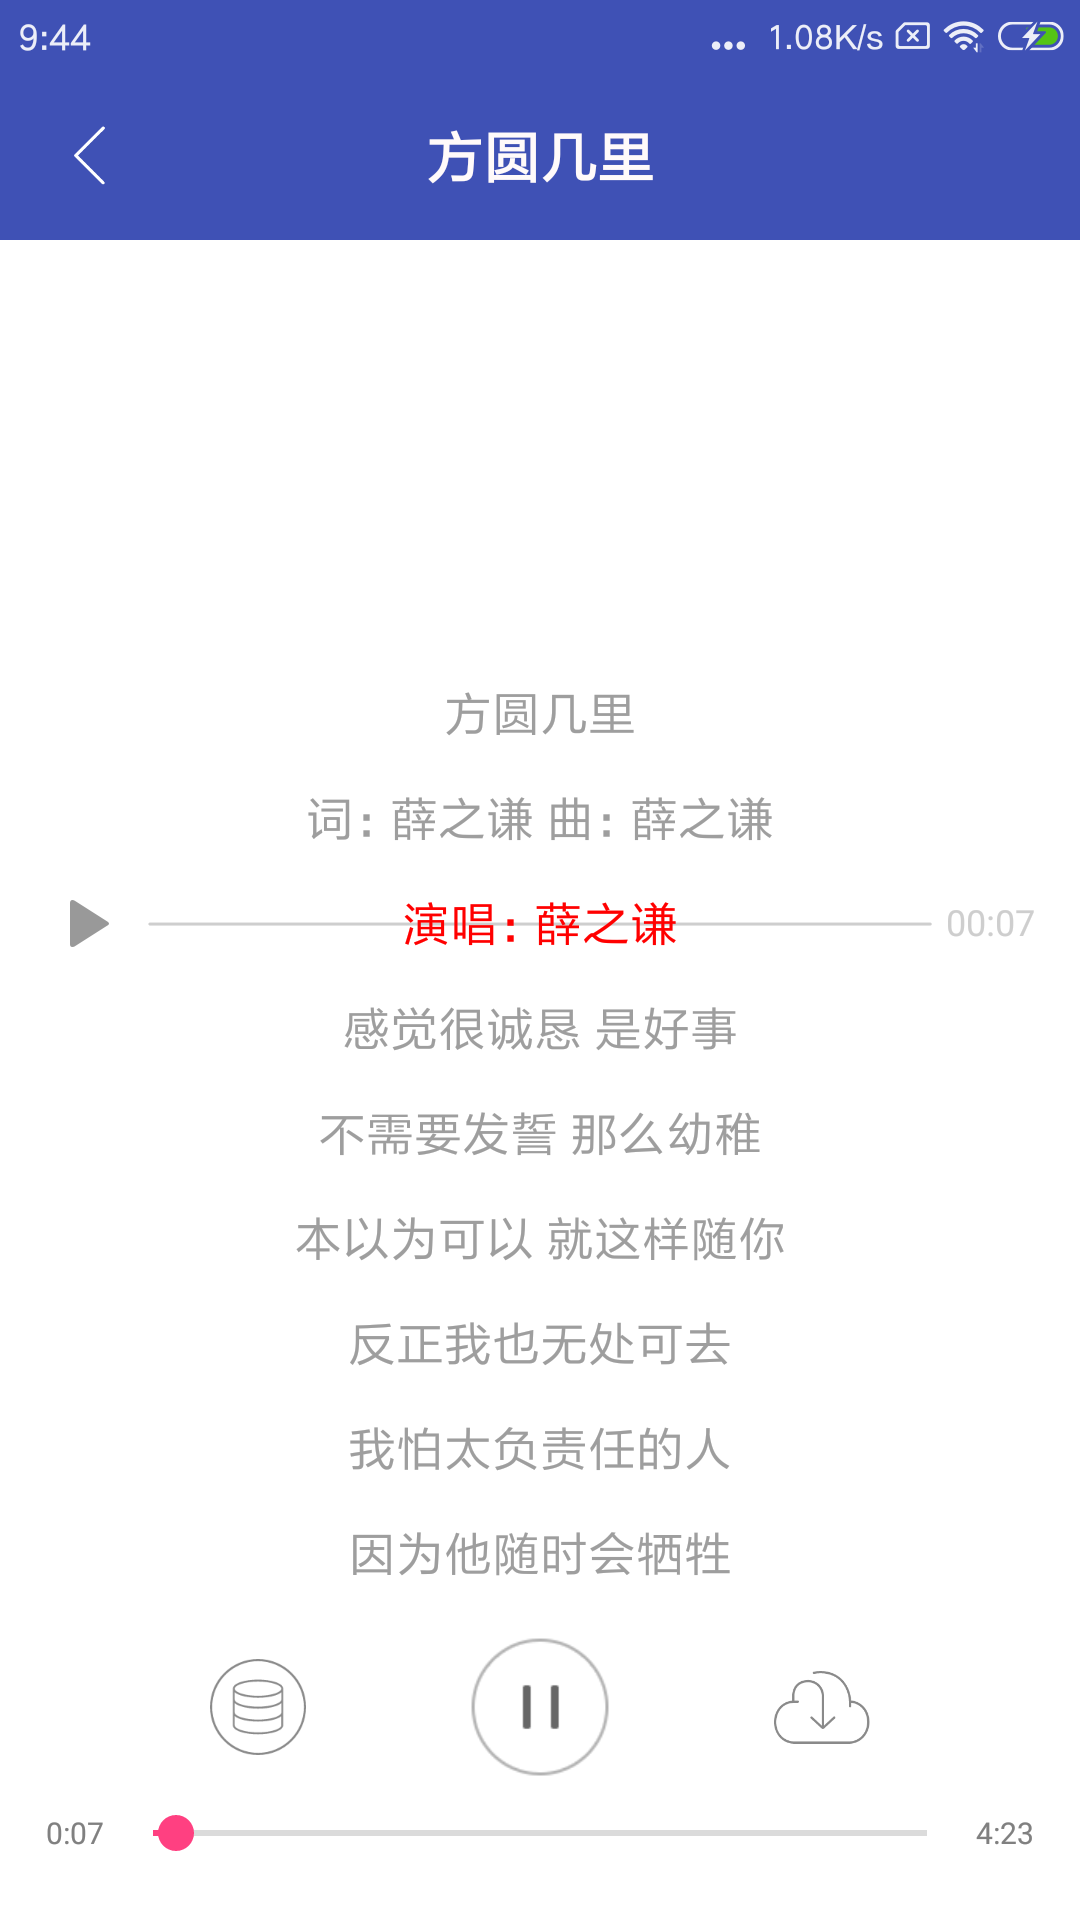 9:44
1.08K/s
方圆几里
方圆几里
词：薛之谦 曲：薛之谦
演唱：薛之谦
00:07
感觉很诚恳 是好事
不需要发誓 那么幼稚
本以为可以 就这样随你
反正我也无处可去
我怕太负责任的人
因为他随时会牺牲
0:07
4:23